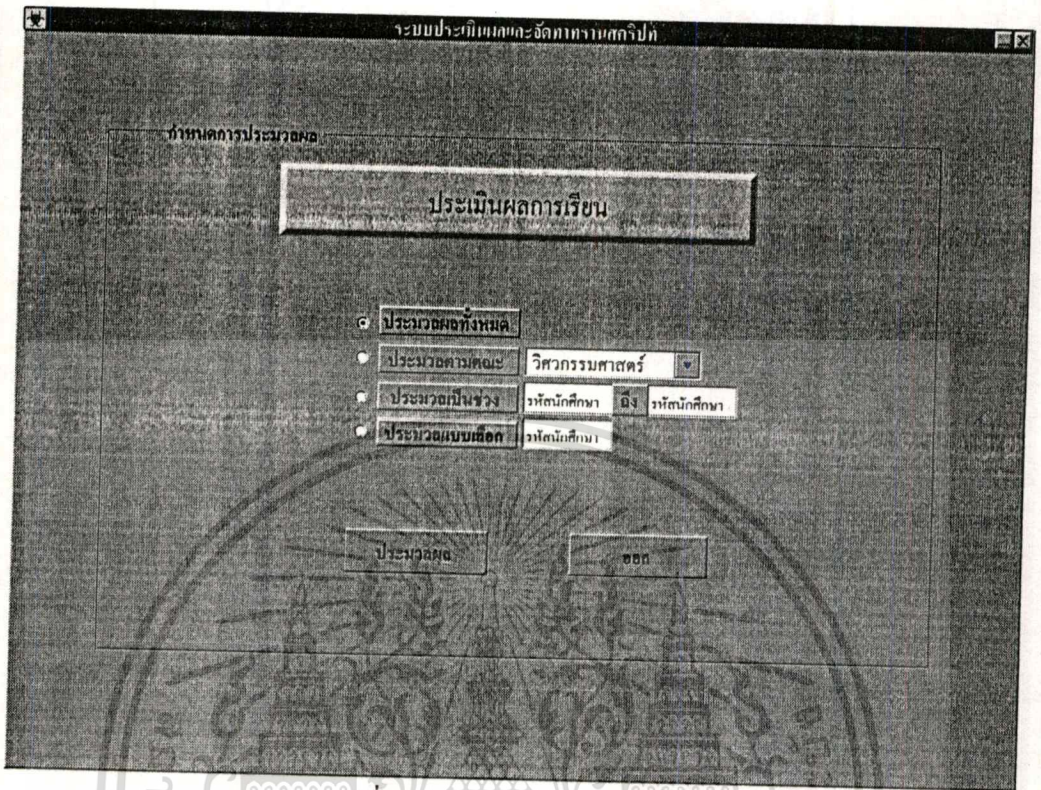 ระบบประเมินผลและจัดทำทรานสคริปท์
กำหนดการประมวลผล
ประเมินผลการเรียน
ประมวลผลทั้งหมด
ประมวลตามคณะ วิศวกรรมศาสตร์
ประมวลเป็นช่วง รหัสนักศึกษา ถึง รหัสนักศึกษา
ประมวลแบบเลือก รหัสนักศึกษา
ประมวลผล ออก